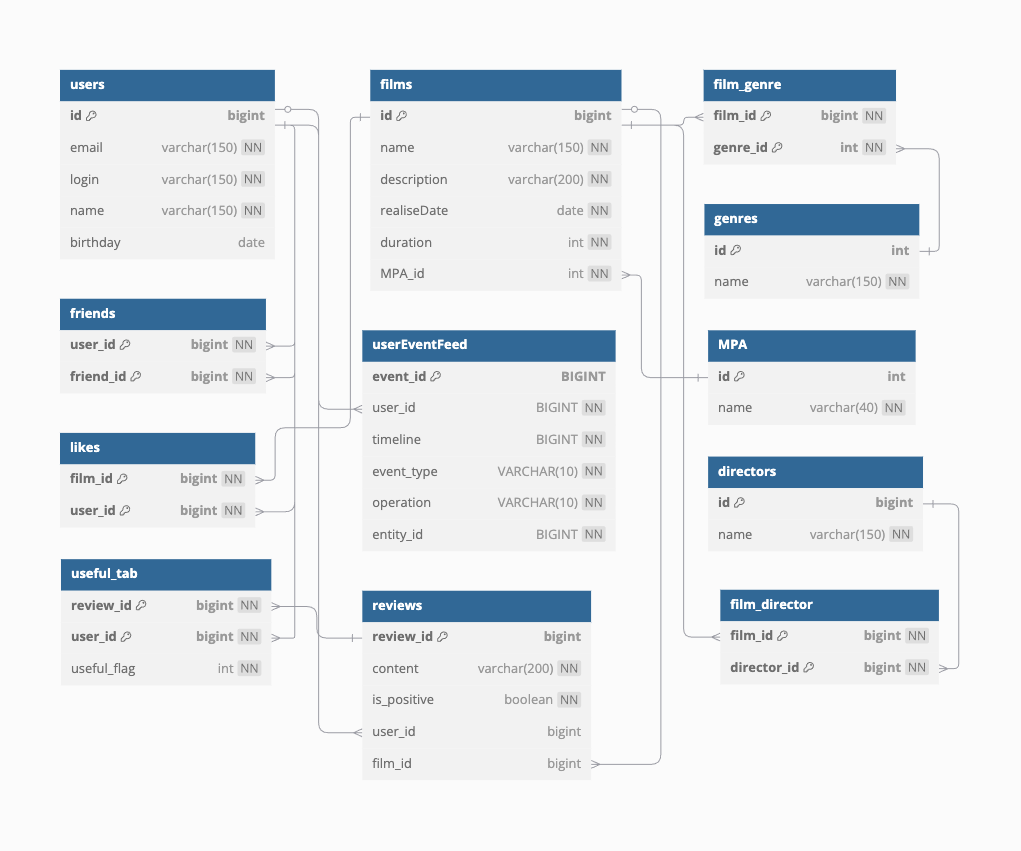 users
id bigint
email varchar(150) NN
login varchar(150) NN
name varchar(150) NN
birthday date
friends
user_id bigint NN
friend_id bigint NN
likes
film_id bigint NN
user_id bigint NN
useful_tab
review_id bigint NN
user_id bigint NN
useful_flag int NN
films
id bigint
name varchar(150) NN
description varchar(200) NN
realiseDate date NN
duration int NN
MPA_id int NN
userEventFeed
event_id BIGINT
user_id BIGINT NN
timeline BIGINT NN
event_type VARCHAR(10) NN
operation VARCHAR(10) NN
entity_id BIGINT NN
reviews
review_id bigint
content varchar(200) NN
is_positive boolean NN
user_id bigint
film_id bigint
film_genre
film_id bigint NN
genre_id int NN
genres
id int
name varchar(150) NN
MPA
id int
name varchar(40) NN
directors
id bigint
name varchar(150) NN
film_director
film_id bigint NN
director_id bigint NN